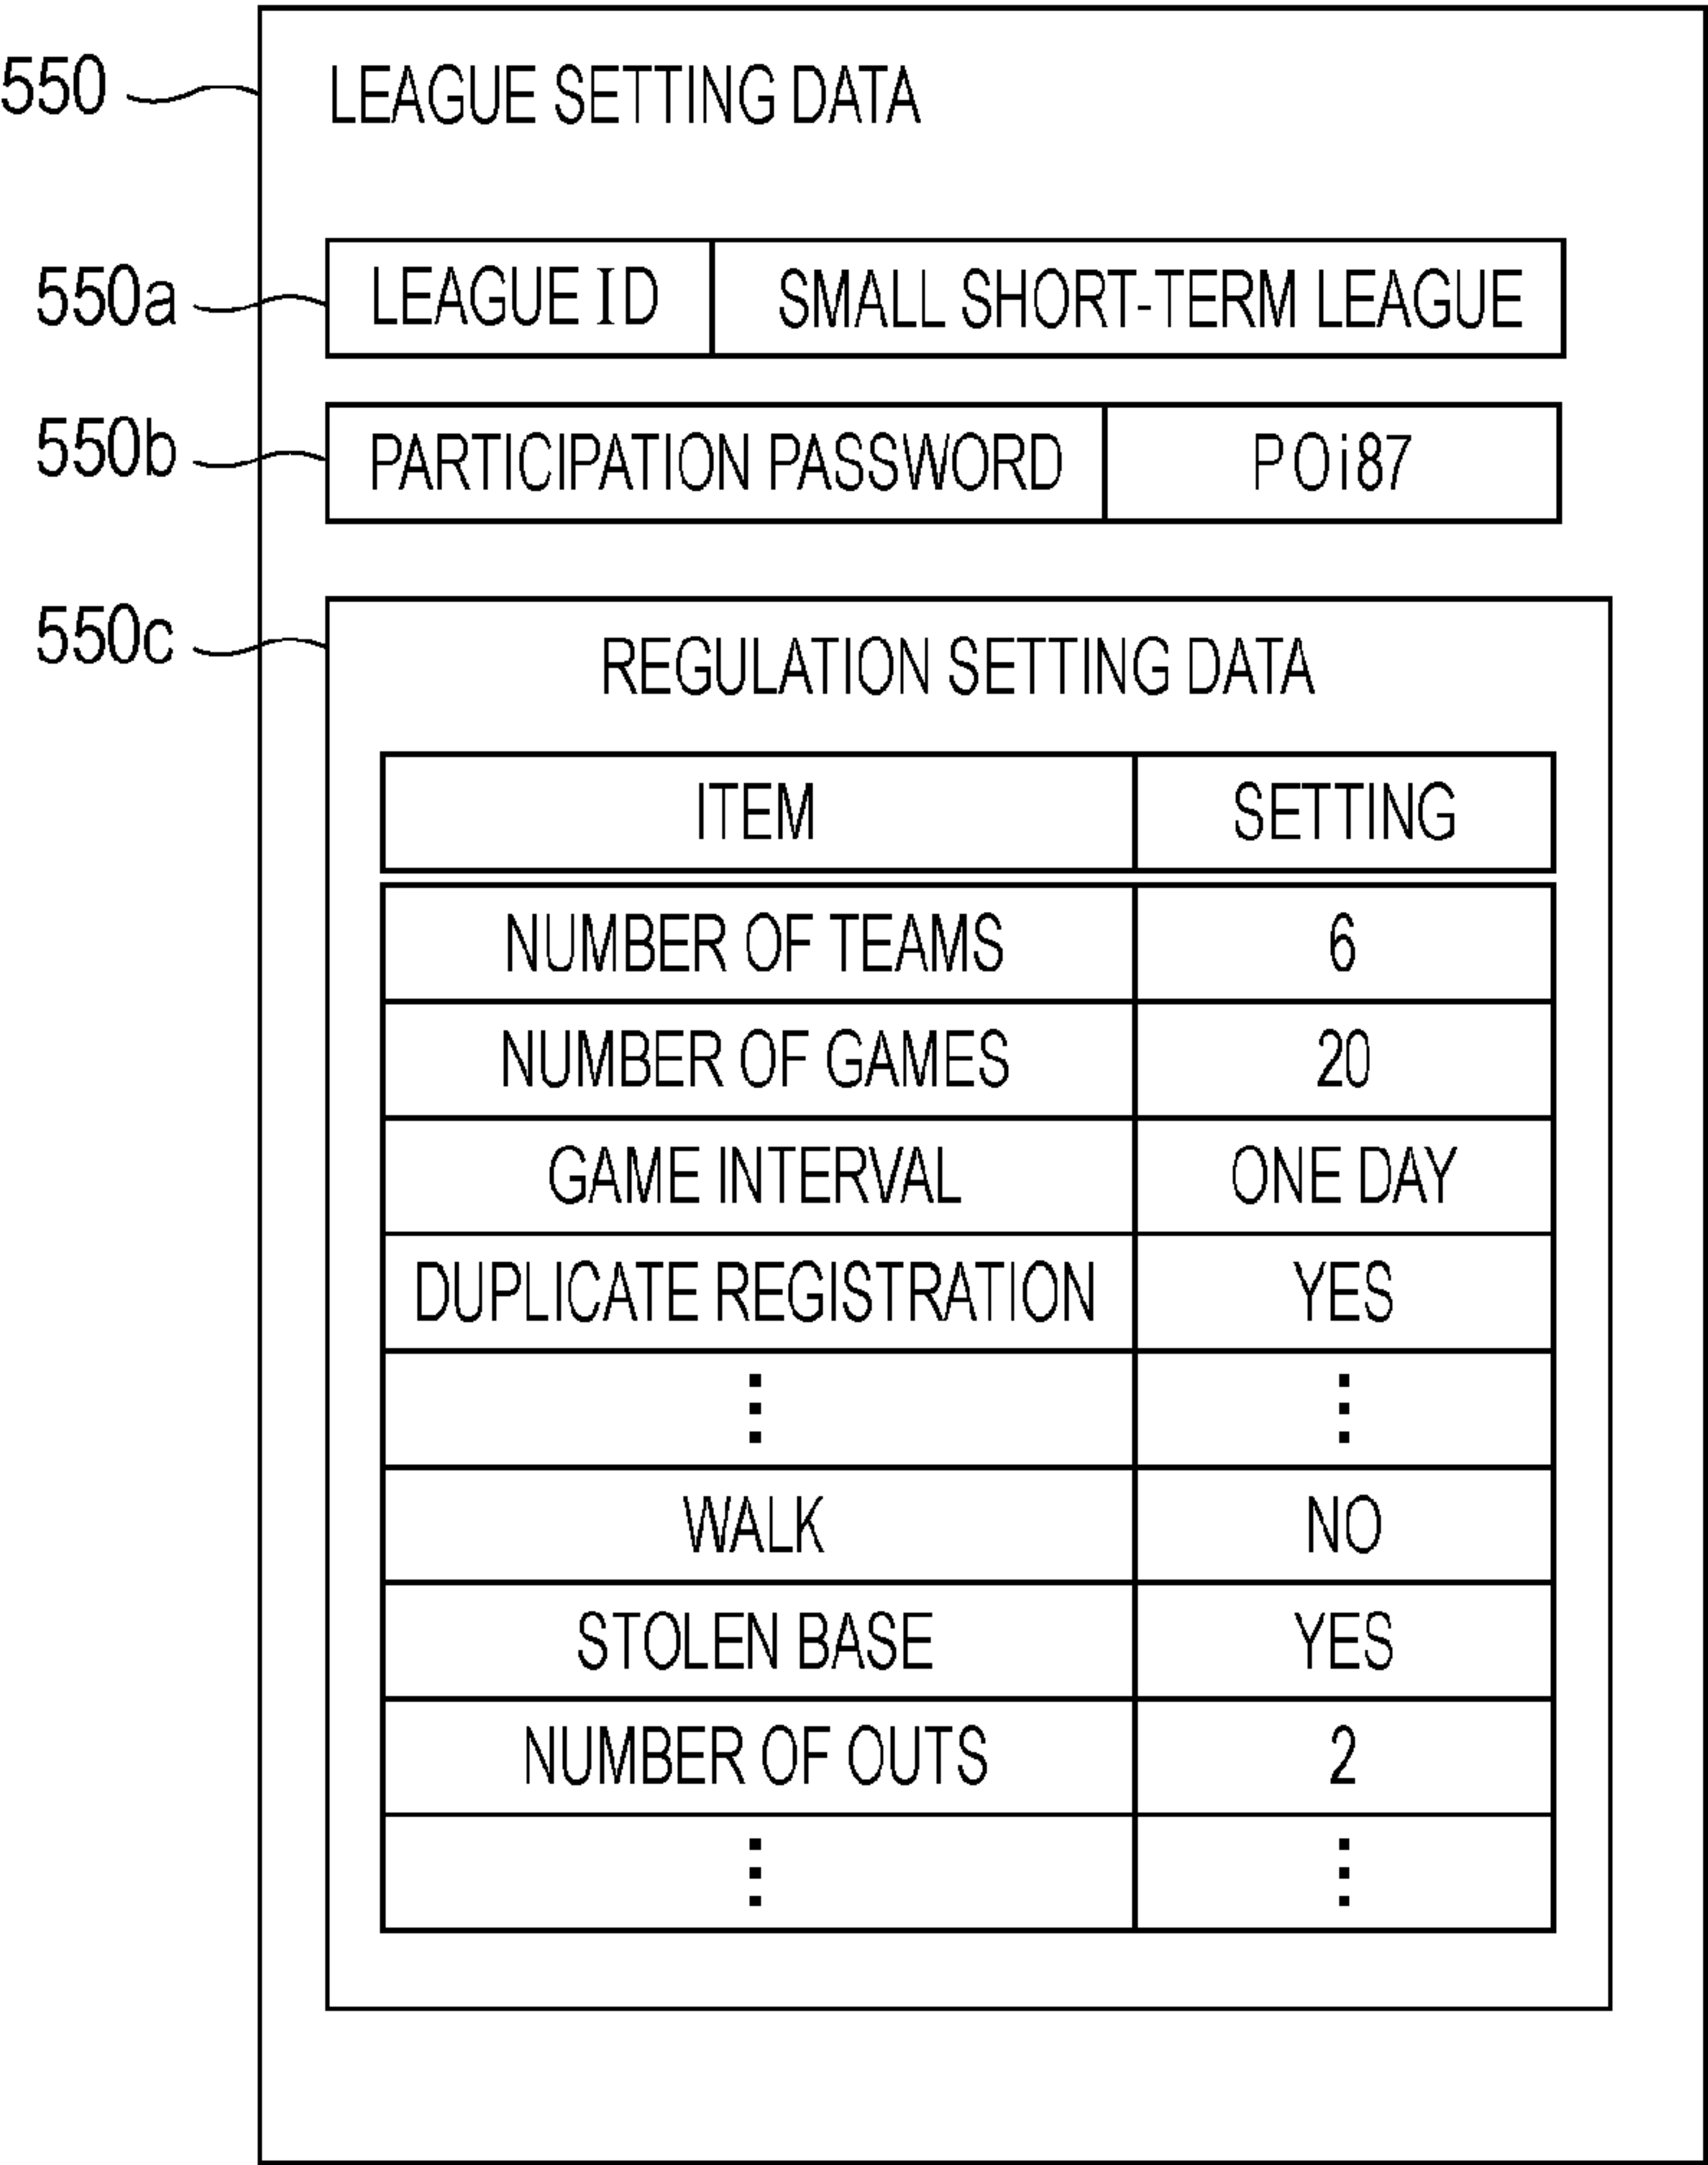 550 LEAGUE SETTING DATA
550a LEAGUE ID SMALL SHORT-TERM LEAGUE
550b PARTICIPATION PASSWORD POi87
550c REGULATION SETTING DATA
ITEM SETTING
NUMBER OF TEAMS 6
NUMBER OF GAMES 20
GAME INTERVAL ONE DAY
DUPLICATE REGISTRATION YES
⋮ ⋮
WALK NO
STOLEN BASE YES
NUMBER OF OUTS 2
⋮ ⋮